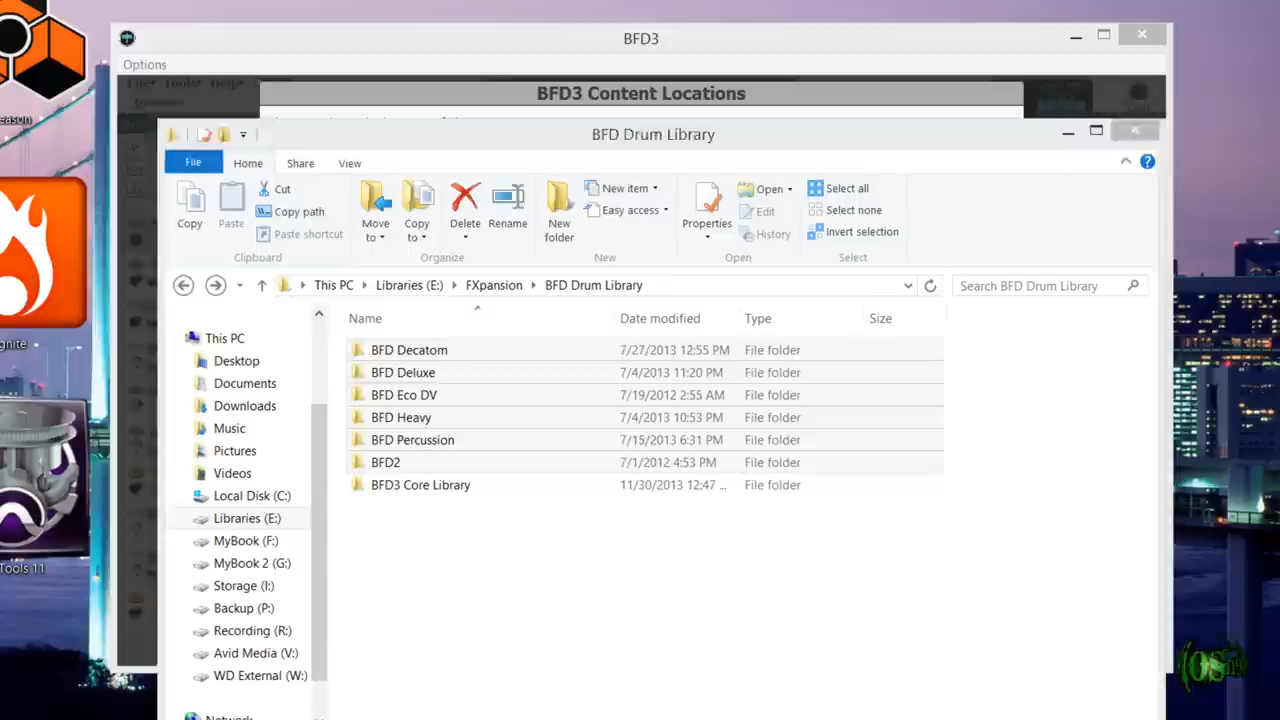 BFD3
Options
BFD3 Content Locations
BFD Drum Library
File Home Share View
Copy Paste Cut Copy path Paste shortcut
Clipboard
Move to Copy to Delete Rename
Organize
New folder New item Easy access
New
Properties Open Edit History
Open
Select all
Select none
Invert selection
Select
This PC Libraries (E:) FXpansion BFD Drum Library
Search BFD Drum Library
Name Date modified Type Size
This PC
Desktop
Documents
Downloads
Music
Pictures
Videos
Local Disk (C:)
Libraries (E:)
MyBook (F:)
MyBook 2 (G:)
Storage (I:)
Backup (P:)
Recording (R:)
Avid Media (V:)
WD External (W:)
Network
BFD Decatom 7/27/2013 12:55 PM File folder
BFD Deluxe 7/4/2013 11:20 PM File folder
BFD Eco DV 7/19/2012 2:55 AM File folder
BFD Heavy 7/4/2013 10:53 PM File folder
BFD Percussion 7/15/2013 6:31 PM File folder
BFD2 7/1/2012 4:53 PM File folder
BFD3 Core Library 11/30/2013 12:47 ... File folder
eason
gnite
Tools 11